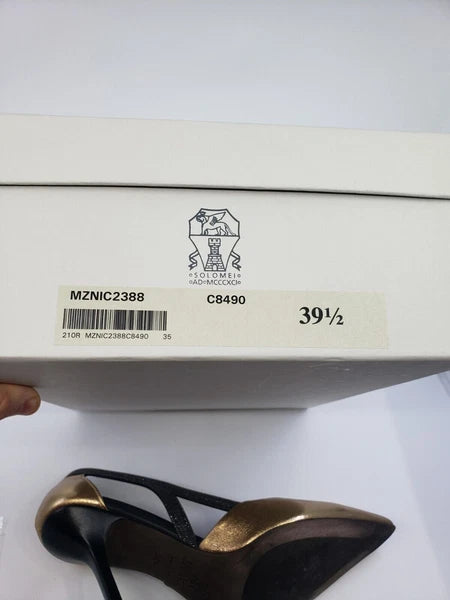 SOLOMEI
AD MCCCXCI
MZNIC2388 C8490 39½
210R MZNIC2388C8490 35